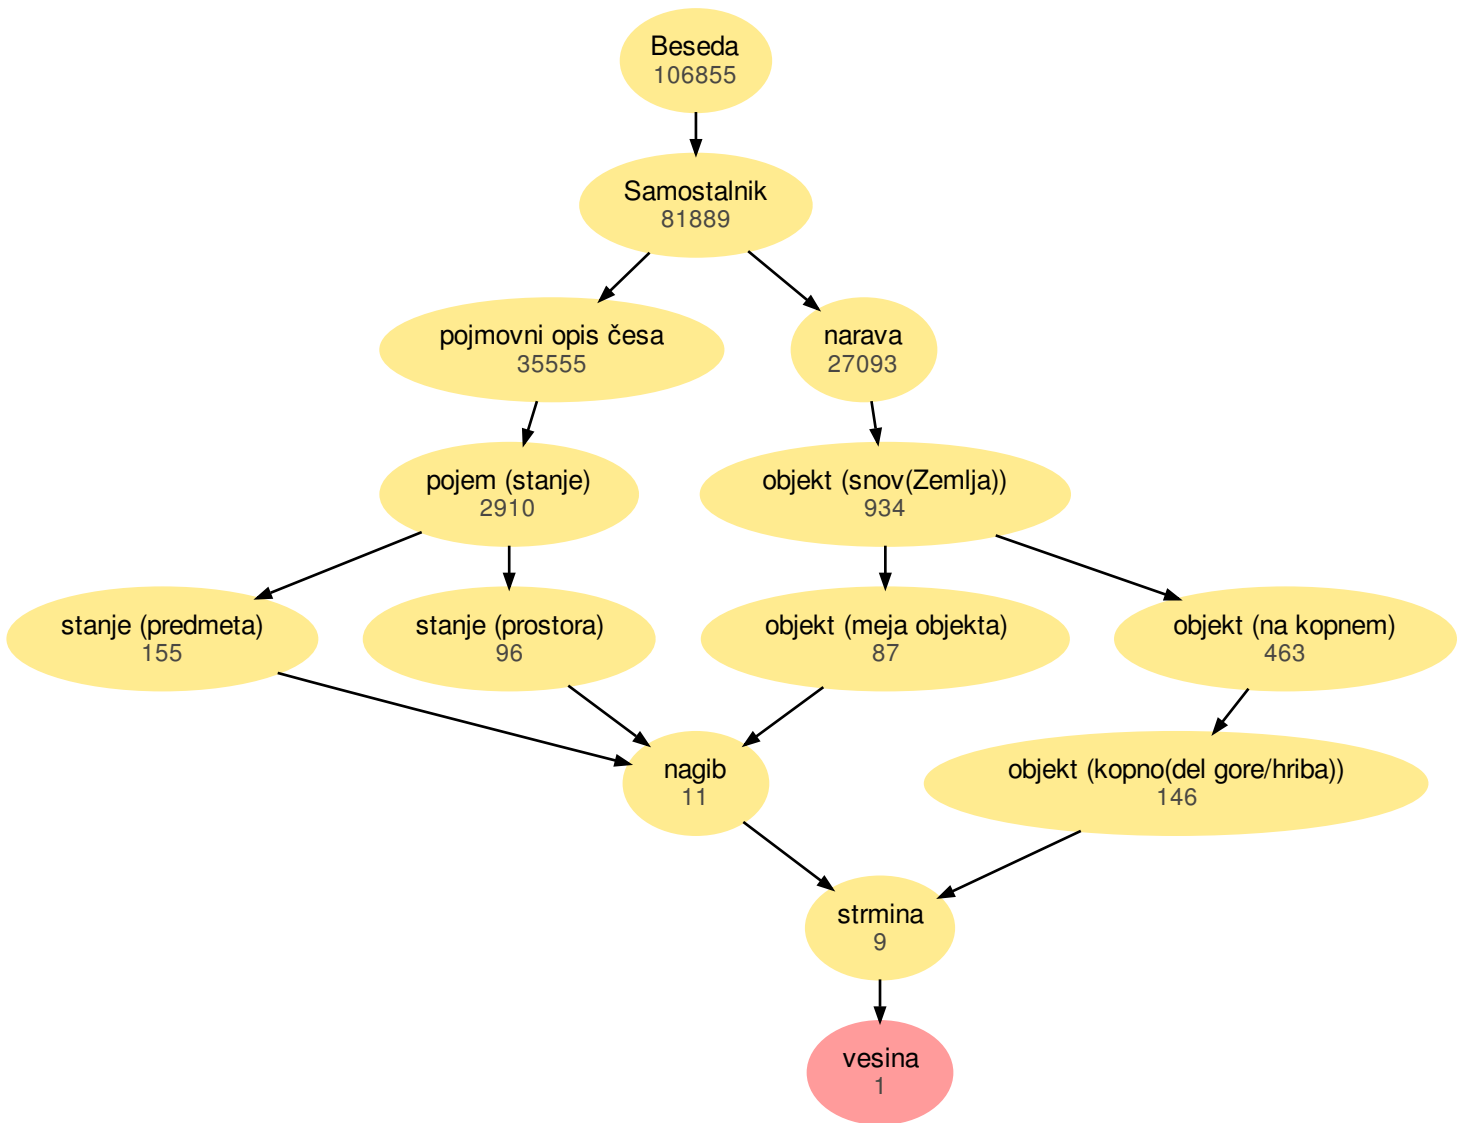 Beseda
106855
Samostalnik
81889
pojmovni opis česa
35555
narava
27093
pojem (stanje)
2910
objekt (snov(Zemlja))
934
stanje (predmeta)
155
stanje (prostora)
96
objekt (meja objekta)
87
objekt (na kopnem)
463
nagib
11
objekt (kopno(del gore/hriba))
146
strmina
9
vesina
1